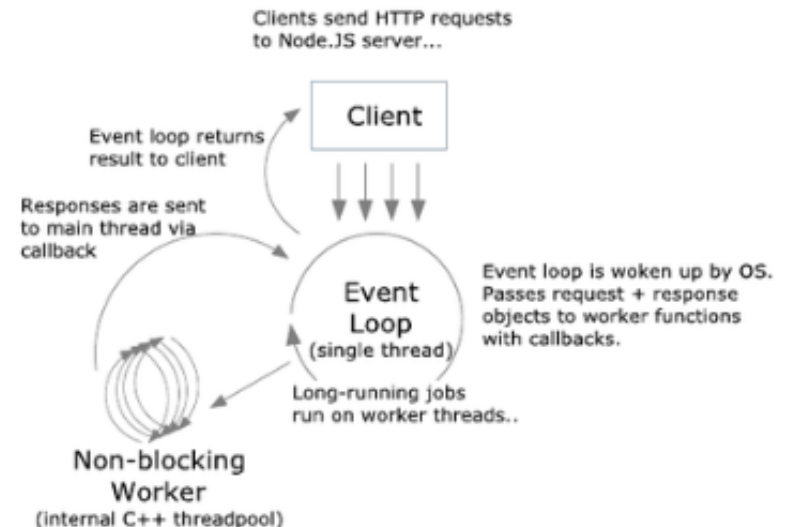 Clients send HTTP requests
to Node.JS server...
Client
Event loop returns
result to client
Responses are sent
to main thread via
callback
Event loop is woken up by OS.
Passes request + response
objects to worker functions
with callbacks.
Event
Loop
(single thread)
Long-running jobs
run on worker threads..
Non-blocking
Worker
(internal C++ threadpool)